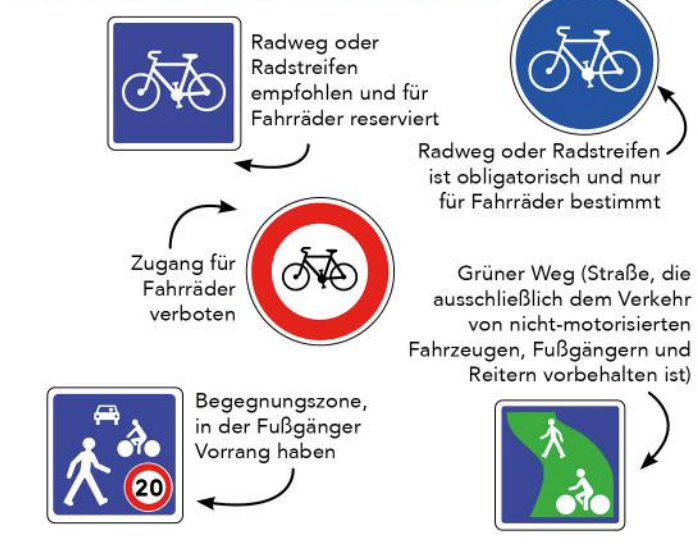 Radweg oder
Radstreifen
empfohlen und für
Fahrräder reserviert
Radweg oder Radstreifen
ist obligatorisch und nur
für Fahrräder bestimmt
Zugang für
Fahrräder
verboten
Grüner Weg (Straße, die
ausschließlich dem Verkehr
von nicht-motorisierten
Fahrzeugen, Fußgängern und
Reitern vorbehalten ist)
Begegnungszone,
in der Fußgänger
Vorrang haben
20